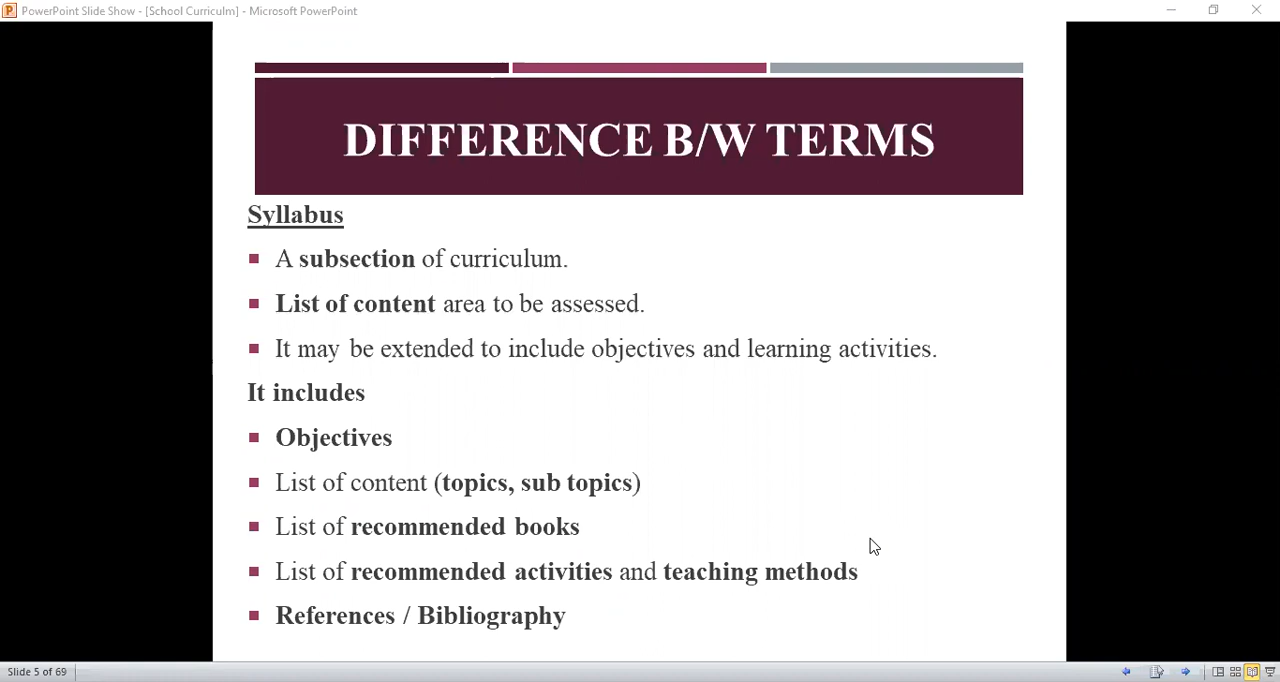 PowerPoint Slide Show - [School Curriculm] - Microsoft PowerPoint
DIFFERENCE B/W TERMS
Syllabus
A subsection of curriculum.
List of content area to be assessed.
It may be extended to include objectives and learning activities.
It includes
Objectives
List of content (topics, sub topics)
List of recommended books
List of recommended activities and teaching methods
References / Bibliography
Slide 5 of 69